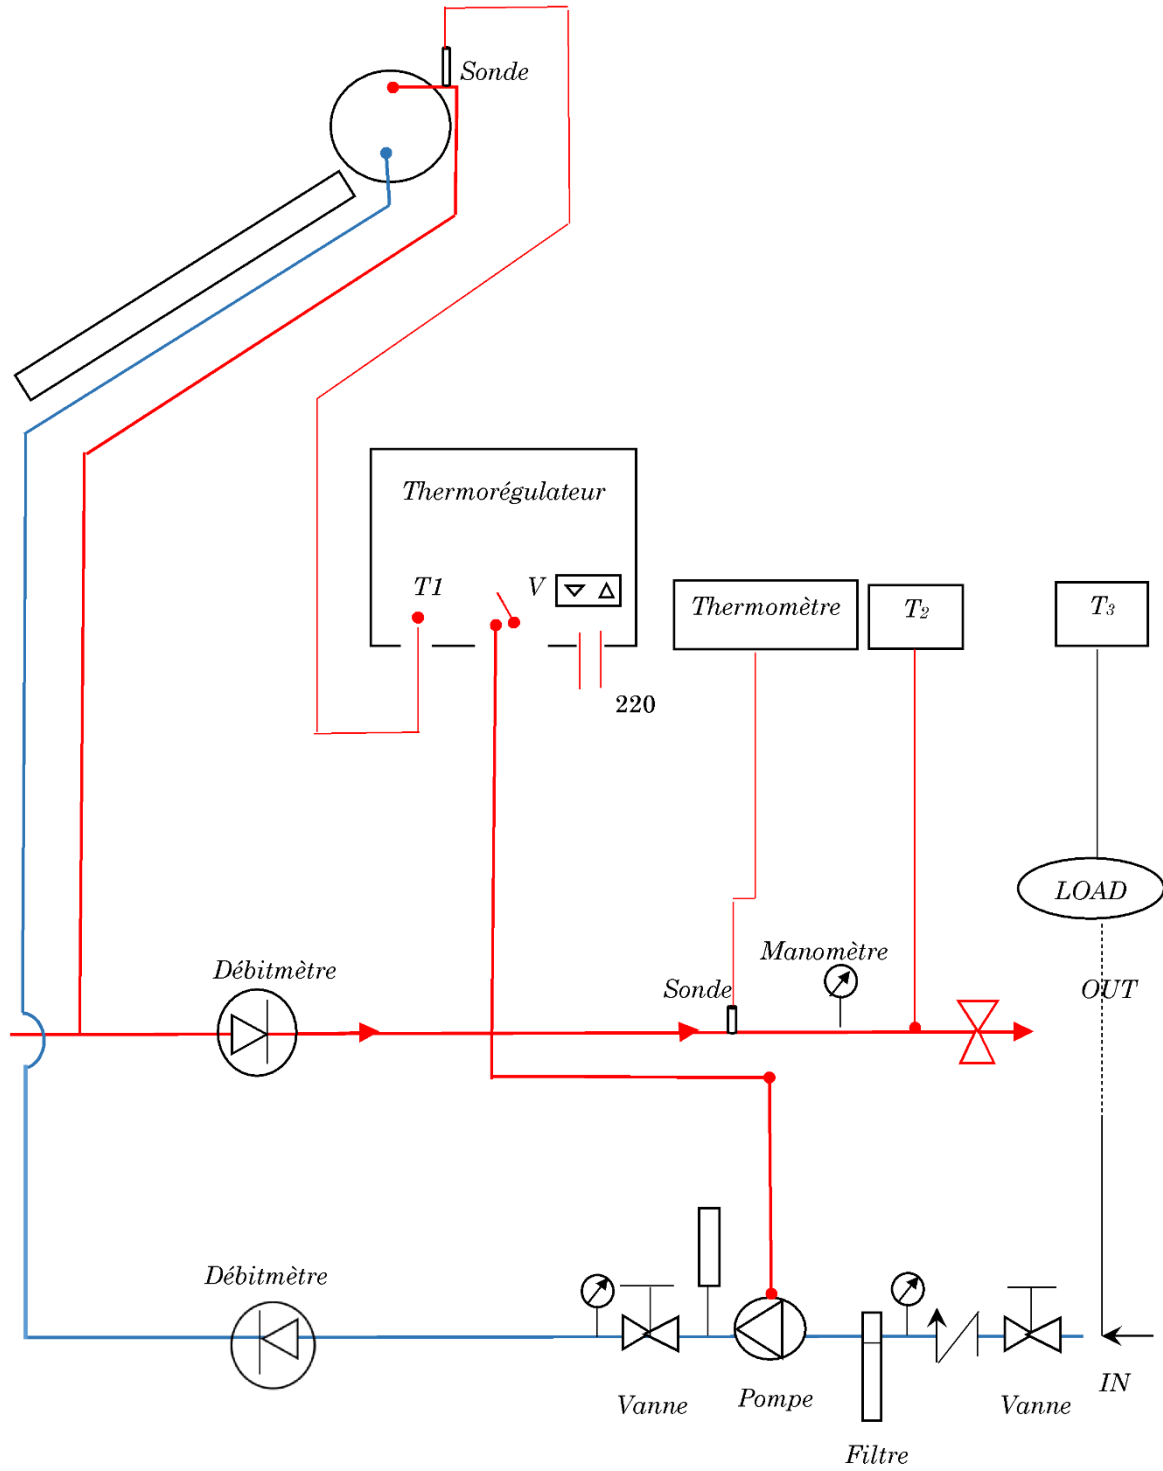 Sonde
Thermorégulateur
T1
V
Thermomètre
T2
T3
220
LOAD
Manomètre
Débitmètre
Sonde
OUT
Débitmètre
Vanne
Pompe
Vanne
IN
Filtre